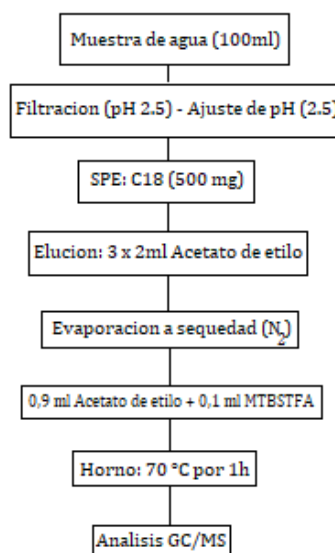 Muestra de agua (100ml)
Filtracion (pH 2.5) - Ajuste de pH (2.5)
SPE: C18 (500 mg)
Elucion: 3 x 2ml Acetato de etilo
Evaporacion a sequedad (N2)
0,9 ml Acetato de etilo + 0,1 ml MTBSTFA
Horno: 70 °C por 1h
Analisis GC/MS